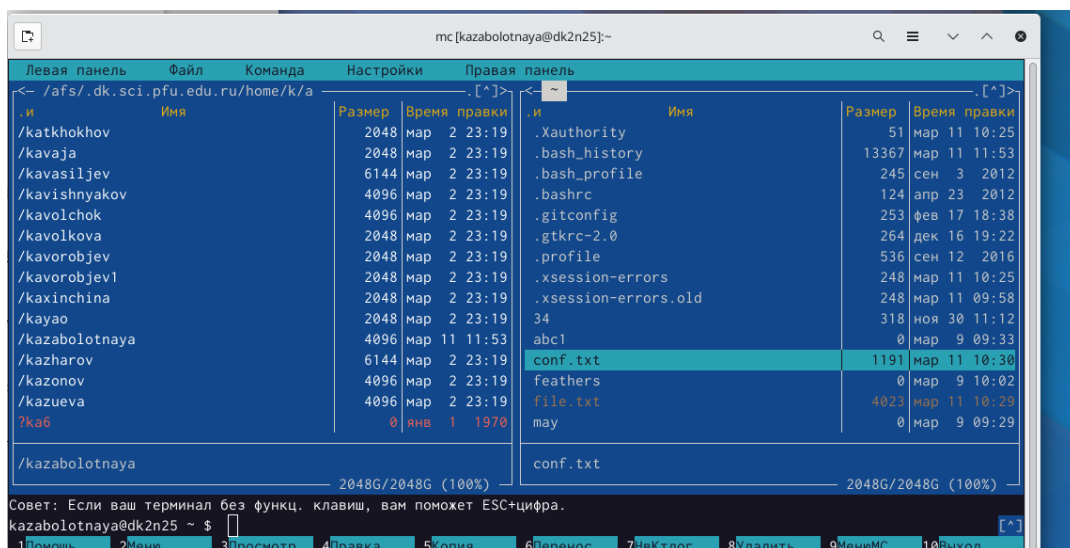 mc [kazabolotnaya@dk2n25]:~
Левая панель Файл Команда Настройки Правая панель
<— /afs/.dk.sci.pfu.edu.ru/home/k/a .[^]>
.и Имя Размер Время правки
/katkhokhov 2048 мар 2 23:19
/kavaja 2048 мар 2 23:19
/kavasiljev 6144 мар 2 23:19
/kavishnyakov 4096 мар 2 23:19
/kavolchok 4096 мар 2 23:19
/kavolkova 2048 мар 2 23:19
/kavorobjev 2048 мар 2 23:19
/kavorobjev1 2048 мар 2 23:19
/kaxinchina 2048 мар 2 23:19
/kayao 2048 мар 2 23:19
/kazabolotnaya 4096 мар 11 11:53
/kazharov 6144 мар 2 23:19
/kazonov 4096 мар 2 23:19
/kazueva 4096 мар 2 23:19
?ka6 0 янв 1 1970
/kazabolotnaya
2048G/2048G (100%)
<— ~ .[^]>
.и Имя Размер Время правки
.Xauthority 51 мар 11 10:25
.bash_history 13367 мар 11 11:53
.bash_profile 245 сен 3 2012
.bashrc 124 апр 23 2012
.gitconfig 253 фев 17 18:38
.gtkrc-2.0 264 дек 16 19:22
.profile 536 сен 12 2016
.xsession-errors 248 мар 11 10:25
.xsession-errors.old 248 мар 11 09:58
34 318 ноя 30 11:12
abc1 0 мар 9 09:33
conf.txt 1191 мар 11 10:30
feathers 0 мар 9 10:02
file.txt 4023 мар 11 10:29
may 0 мар 9 09:29
conf.txt
2048G/2048G (100%)
Совет: Если ваш терминал без функц. клавиш, вам поможет ESC+цифра.
kazabolotnaya@dk2n25 ~ $ [^]
1Помощь 2Меню 3Просмотр 4Правка 5Копия 6Перенос 7НвКтлог 8Удалить 9МенюMC 10Выход